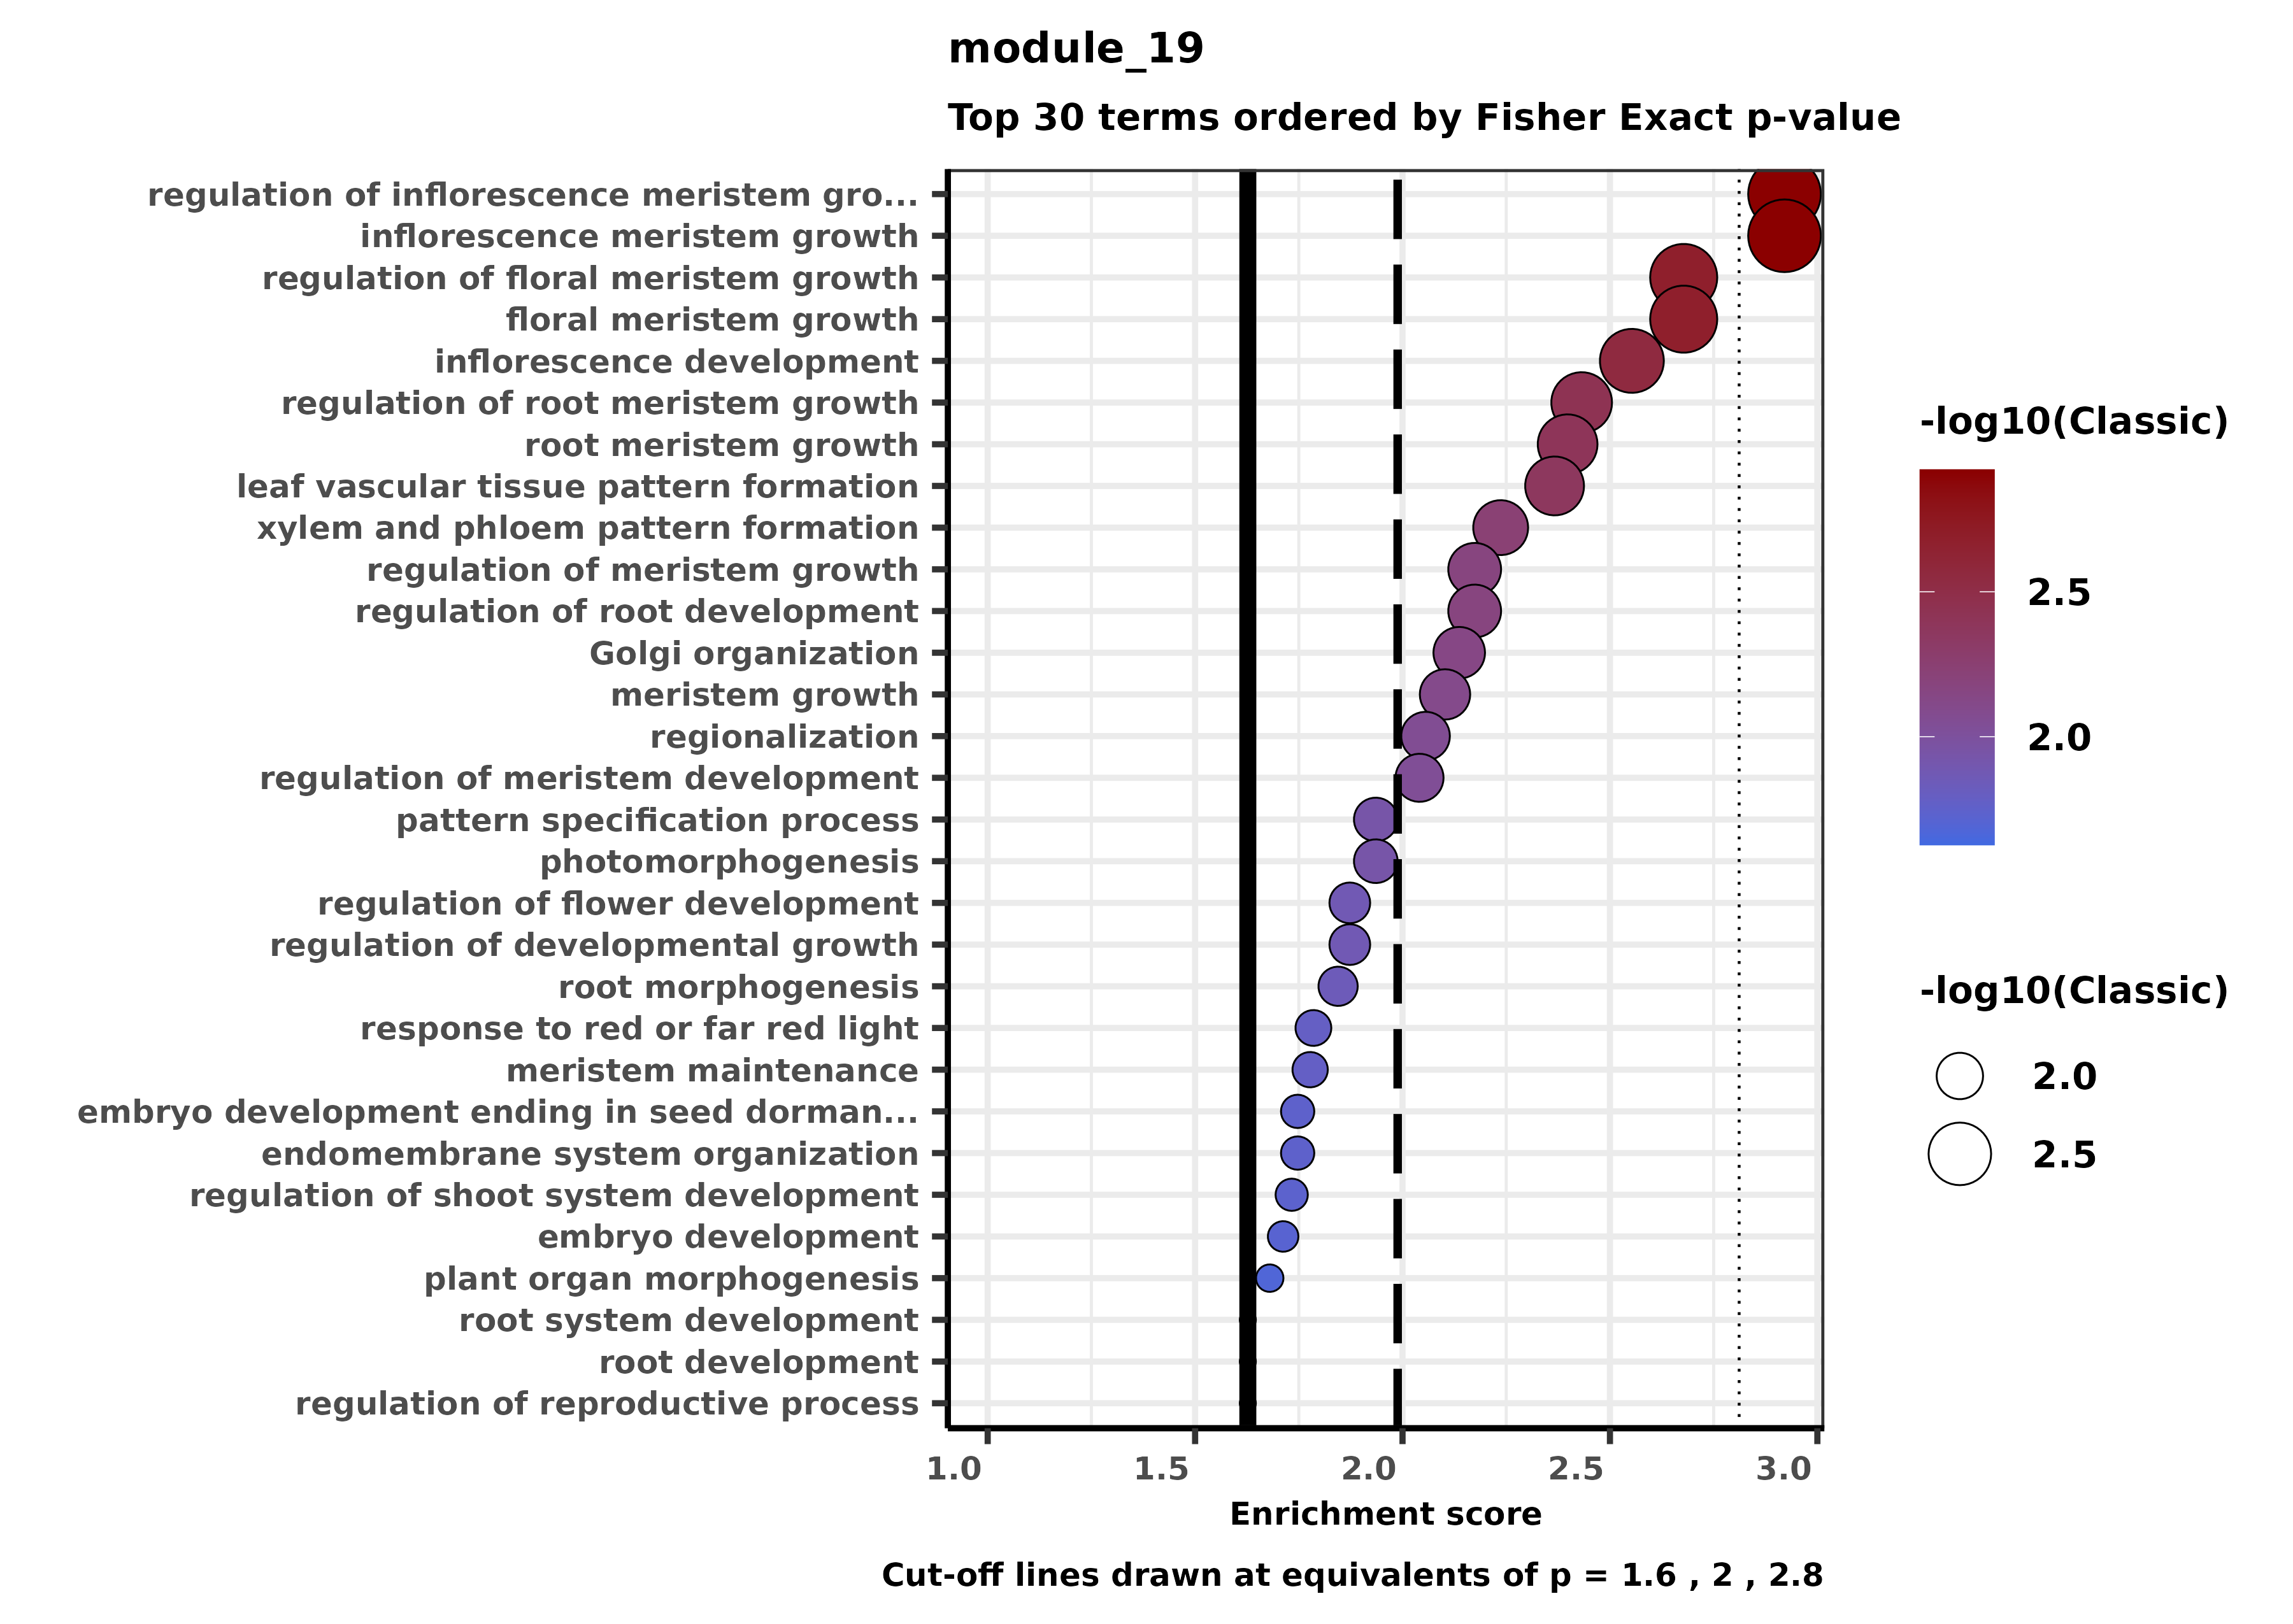 module_19
Top 30 terms ordered by Fisher Exact p-value
regulation of inflorescence meristem gro...
inflorescence meristem growth
regulation of floral meristem growth
floral meristem growth
inflorescence development
regulation of root meristem growth
root meristem growth
leaf vascular tissue pattern formation
xylem and phloem pattern formation
regulation of meristem growth
regulation of root development
Golgi organization
meristem growth
regionalization
regulation of meristem development
pattern specification process
photomorphogenesis
regulation of flower development
regulation of developmental growth
root morphogenesis
response to red or far red light
meristem maintenance
embryo development ending in seed dorman...
endomembrane system organization
regulation of shoot system development
embryo development
plant organ morphogenesis
root system development
root development
regulation of reproductive process
1.0 1.5 2.0 2.5 3.0
Enrichment score
Cut-off lines drawn at equivalents of p = 1.6 , 2 , 2.8
-log10(Classic)
2.5
2.0
-log10(Classic)
2.0
2.5